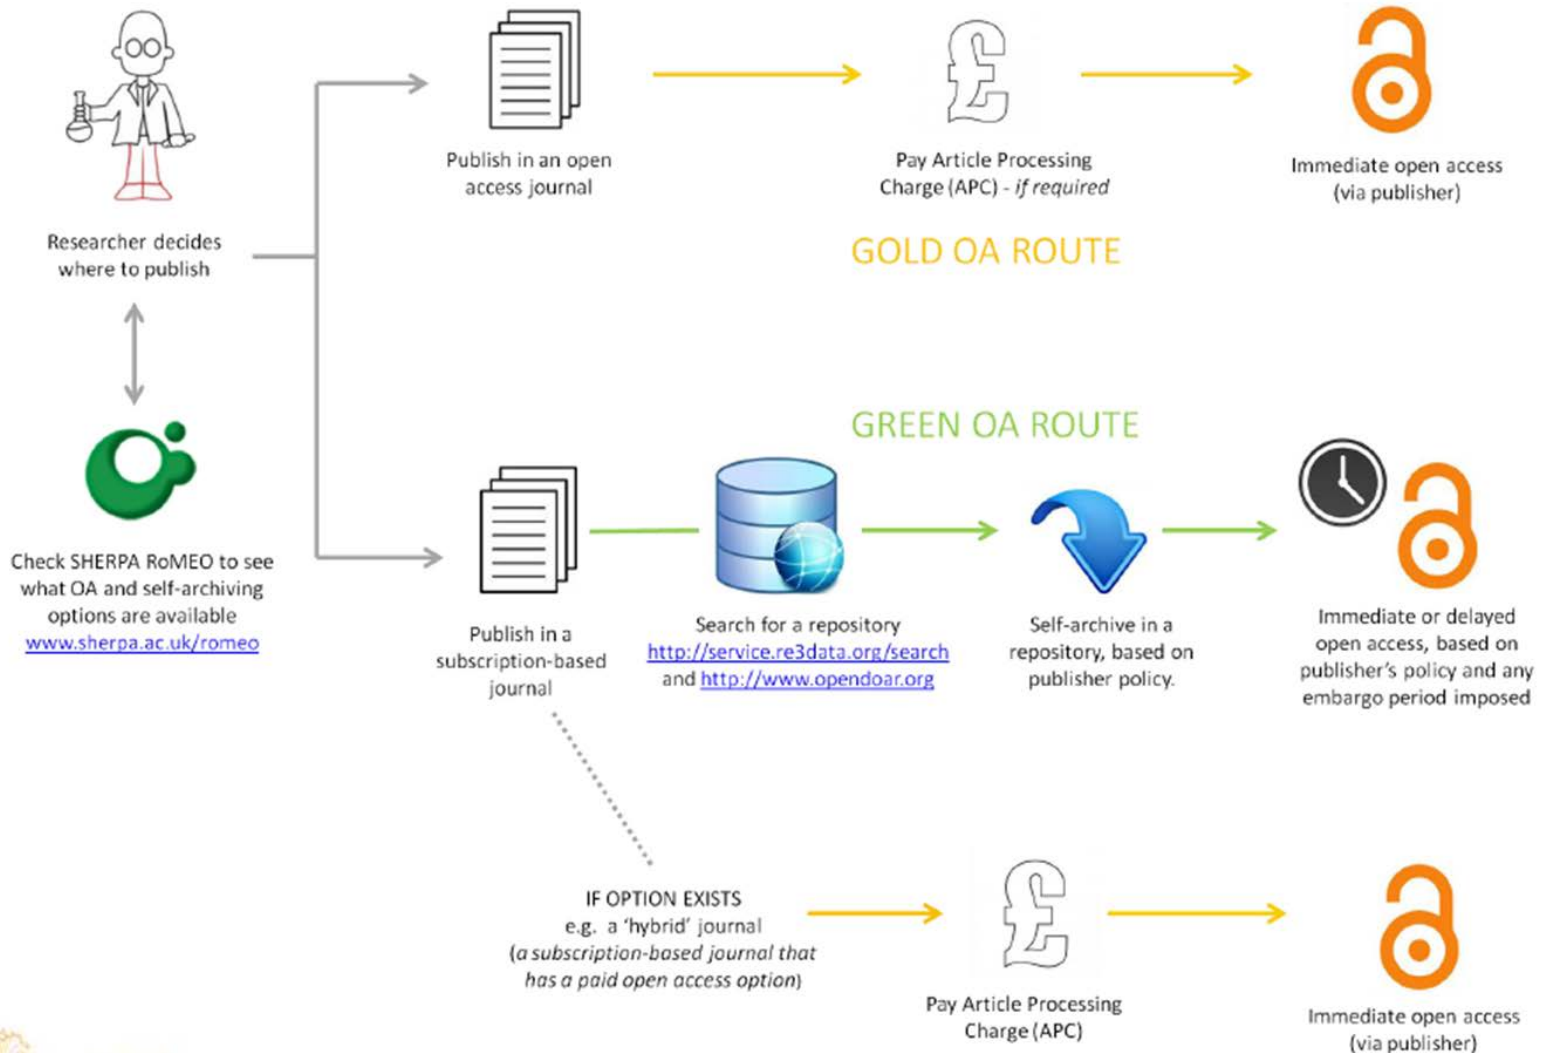 Researcher decides
where to publish
Check SHERPA RoMEO to see
what OA and self-archiving
options are available
www.sherpa.ac.uk/romeo
Publish in an open
access journal
Pay Article Processing
Charge (APC) - if required
Immediate open access
(via publisher)
GOLD OA ROUTE
GREEN OA ROUTE
Publish in a
subscription-based
journal
Search for a repository
http://service.re3data.org/search
and http://www.opendoar.org
Self-archive in a
repository, based on
publisher policy.
Immediate or delayed
open access, based on
publisher's policy and any
embargo period imposed
IF OPTION EXISTS
e.g. a 'hybrid' journal
(a subscription-based journal that
has a paid open access option)
Pay Article Processing
Charge (APC)
Immediate open access
(via publisher)